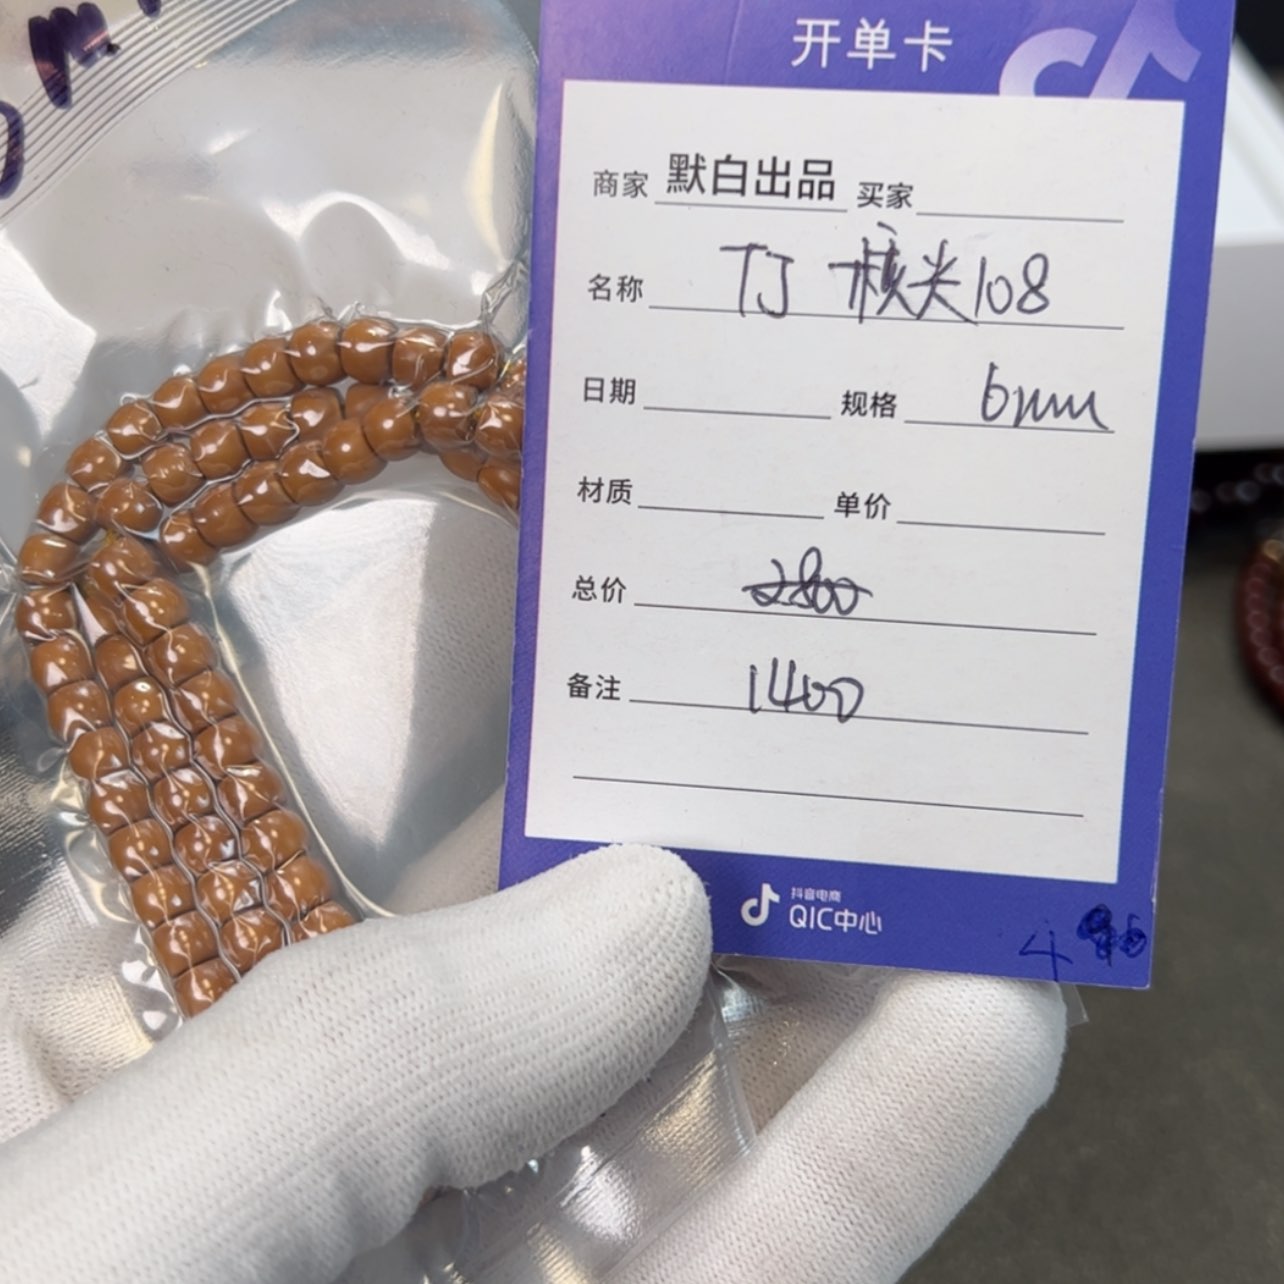 开单卡
商家 默白出品 买家
名称 TJ 核尖108
日期 规格 6mm
材质 单价
总价 2800
备注 1400
抖音电商
QIC中心